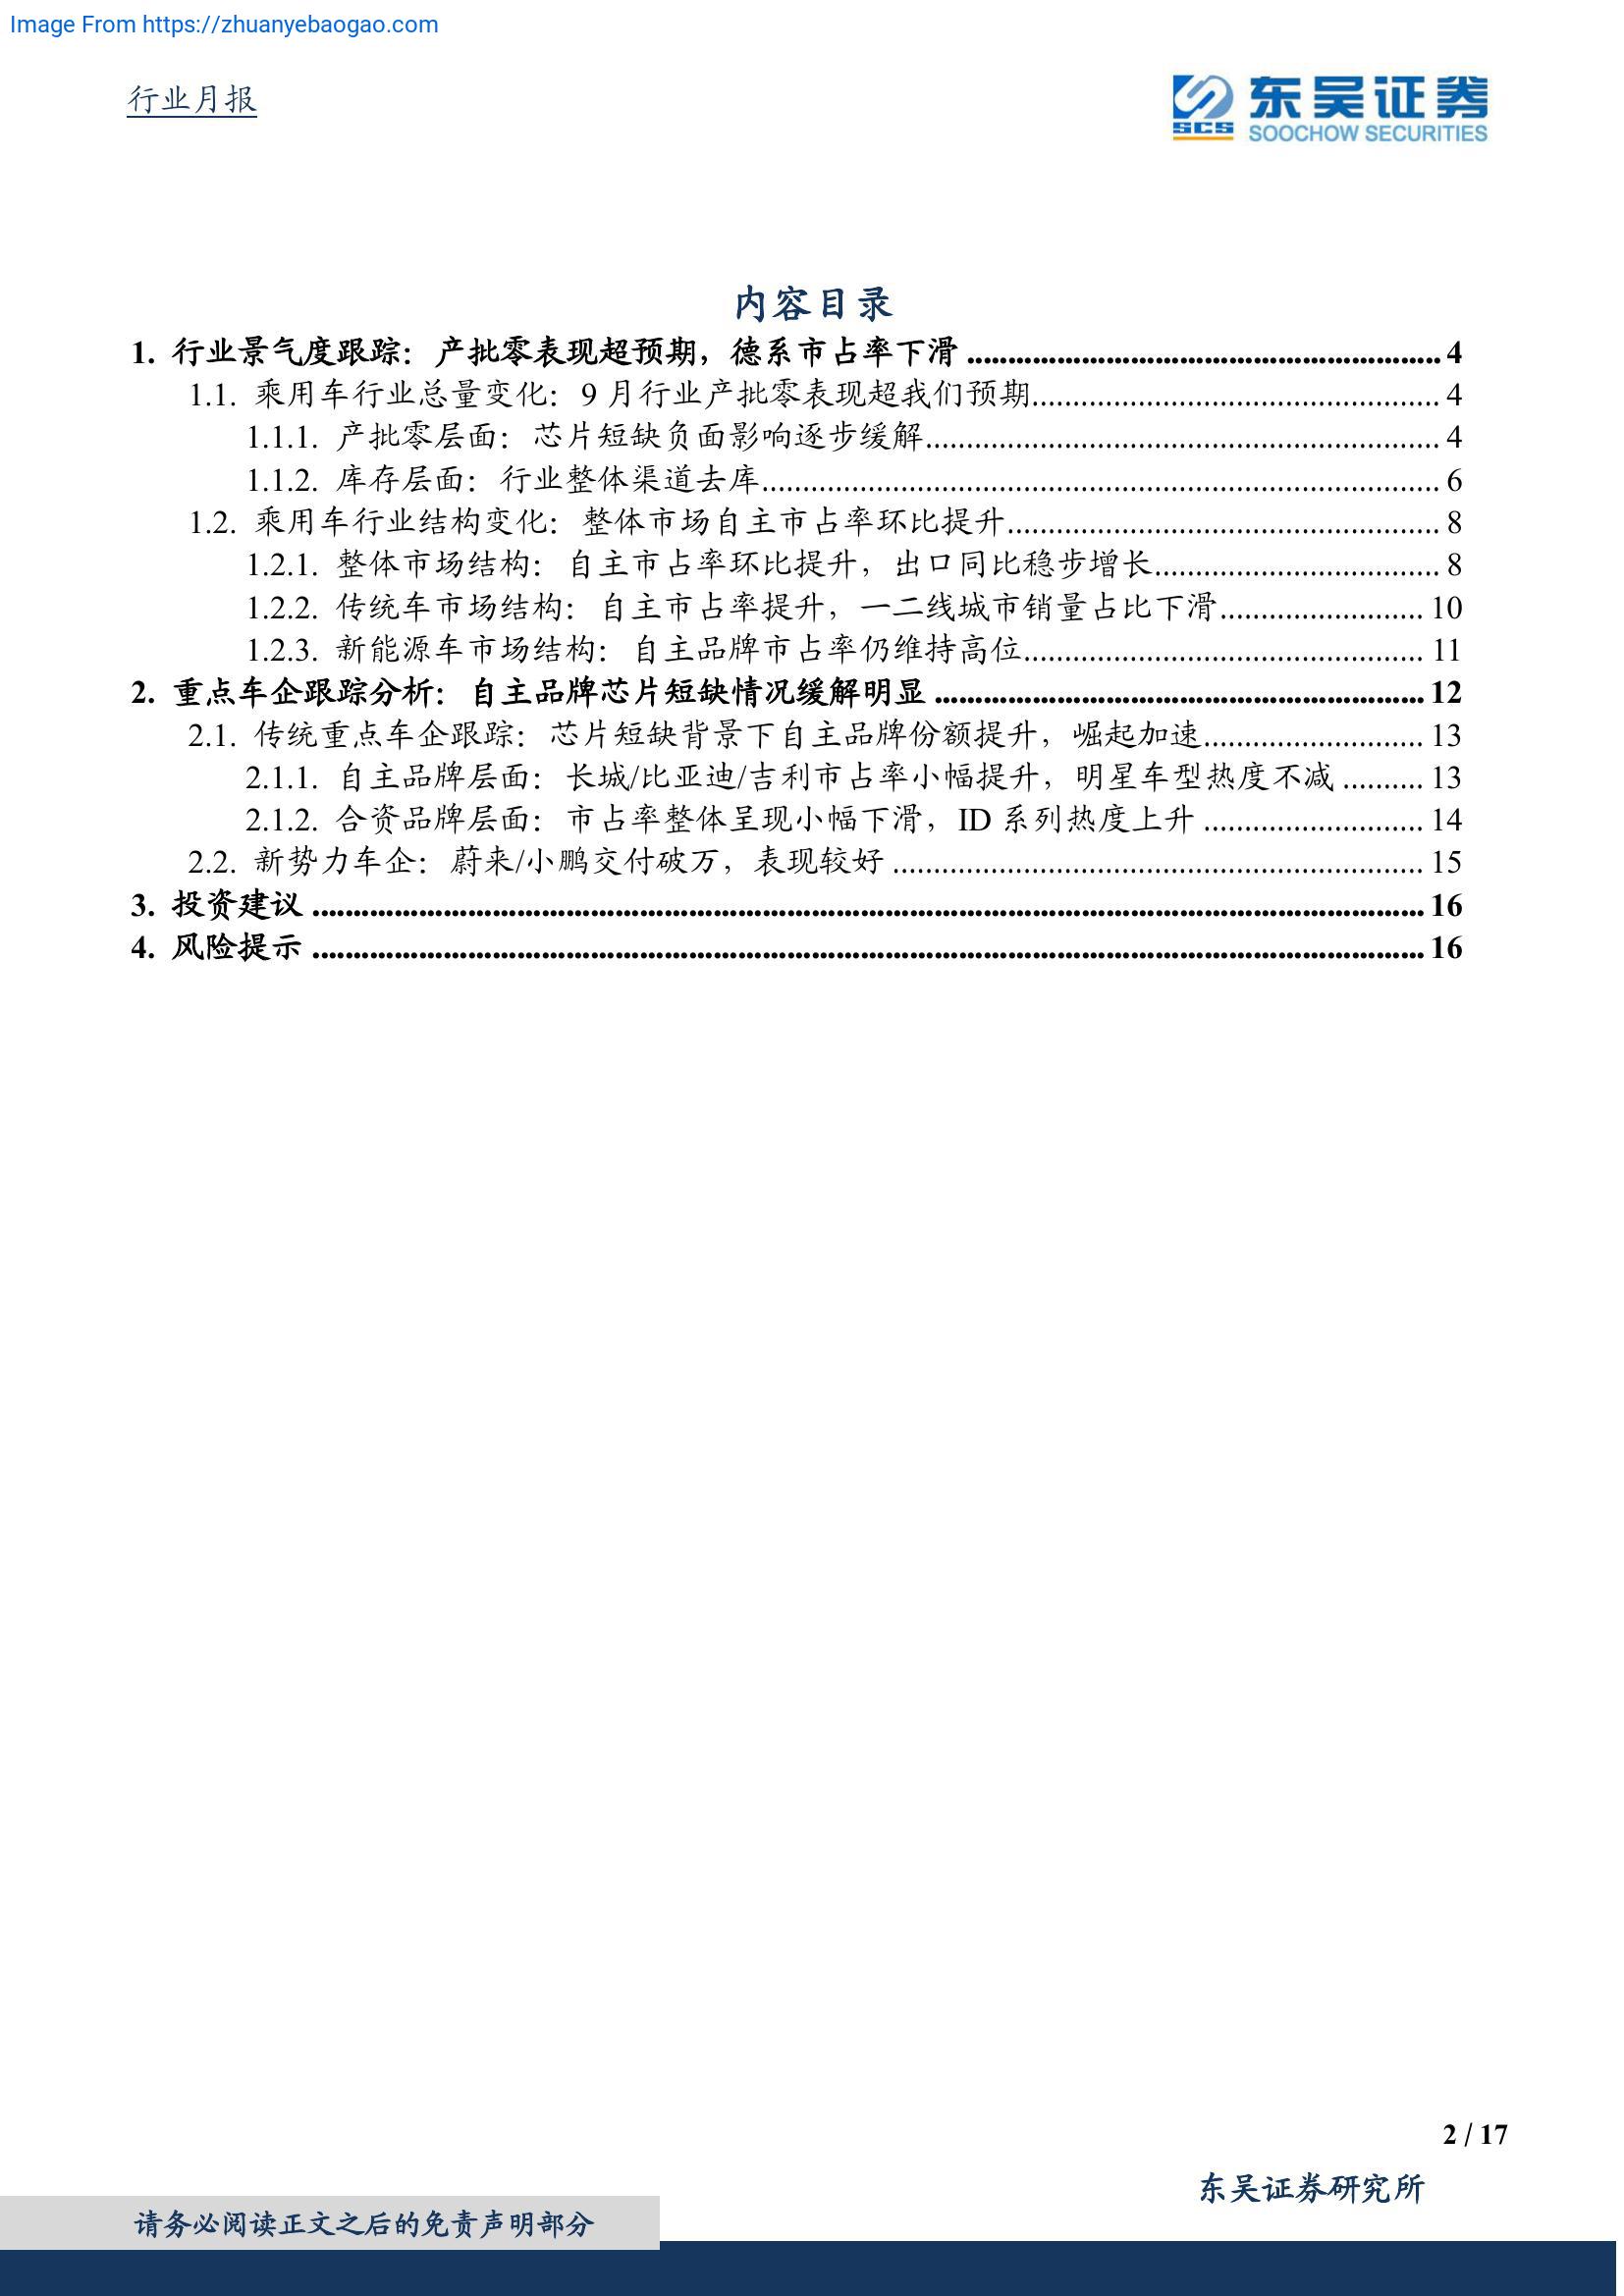 Image From https://zhuanyebaogao.com
行业月报
东吴证券
SCS
SOOCHOW SECURITIES
内容目录
1. 行业景气度跟踪：产批零表现超预期，德系市占率下滑 ........................................................ 4
1.1. 乘用车行业总量变化：9 月行业产批零表现超我们预期................................................. 4
1.1.1. 产批零层面：芯片短缺负面影响逐步缓解.............................................................. 4
1.1.2. 库存层面：行业整体渠道去库.................................................................................. 6
1.2. 乘用车行业结构变化：整体市场自主市占率环比提升.................................................... 8
1.2.1. 整体市场结构：自主市占率环比提升，出口同比稳步增长.................................. 8
1.2.2. 传统车市场结构：自主市占率提升，一二线城市销量占比下滑........................ 10
1.2.3. 新能源车市场结构：自主品牌市占率仍维持高位................................................ 11
2. 重点车企跟踪分析：自主品牌芯片短缺情况缓解明显 .......................................................... 12
2.1. 传统重点车企跟踪：芯片短缺背景下自主品牌份额提升，崛起加速.......................... 13
2.1.1. 自主品牌层面：长城/比亚迪/吉利市占率小幅提升，明星车型热度不减 .......... 13
2.1.2. 合资品牌层面：市占率整体呈现小幅下滑，ID 系列热度上升 .......................... 14
2.2. 新势力车企：蔚来/小鹏交付破万，表现较好 ................................................................ 15
3. 投资建议 ...................................................................................................................................... 16
4. 风险提示 ...................................................................................................................................... 16
2 / 17
东吴证券研究所
请务必阅读正文之后的免责声明部分